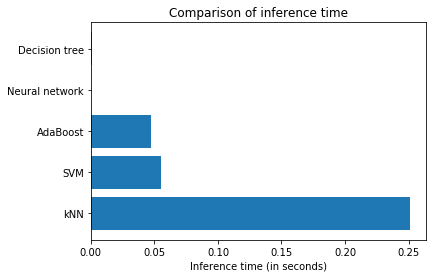 Comparison of inference time
Decision tree
Neural network
AdaBoost
SVM
kNN
0.00 0.05 0.10 0.15 0.20 0.25
Inference time (in seconds)